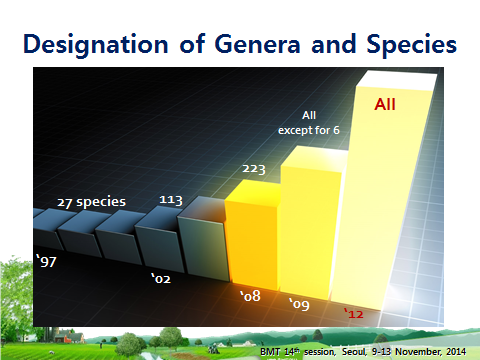 Designation of Genera and Species
All
All
except for 6
223
27 species
113
‘97
‘02
‘08
‘09
‘12
BMT 14th session, Seoul, 9-13 November, 2014